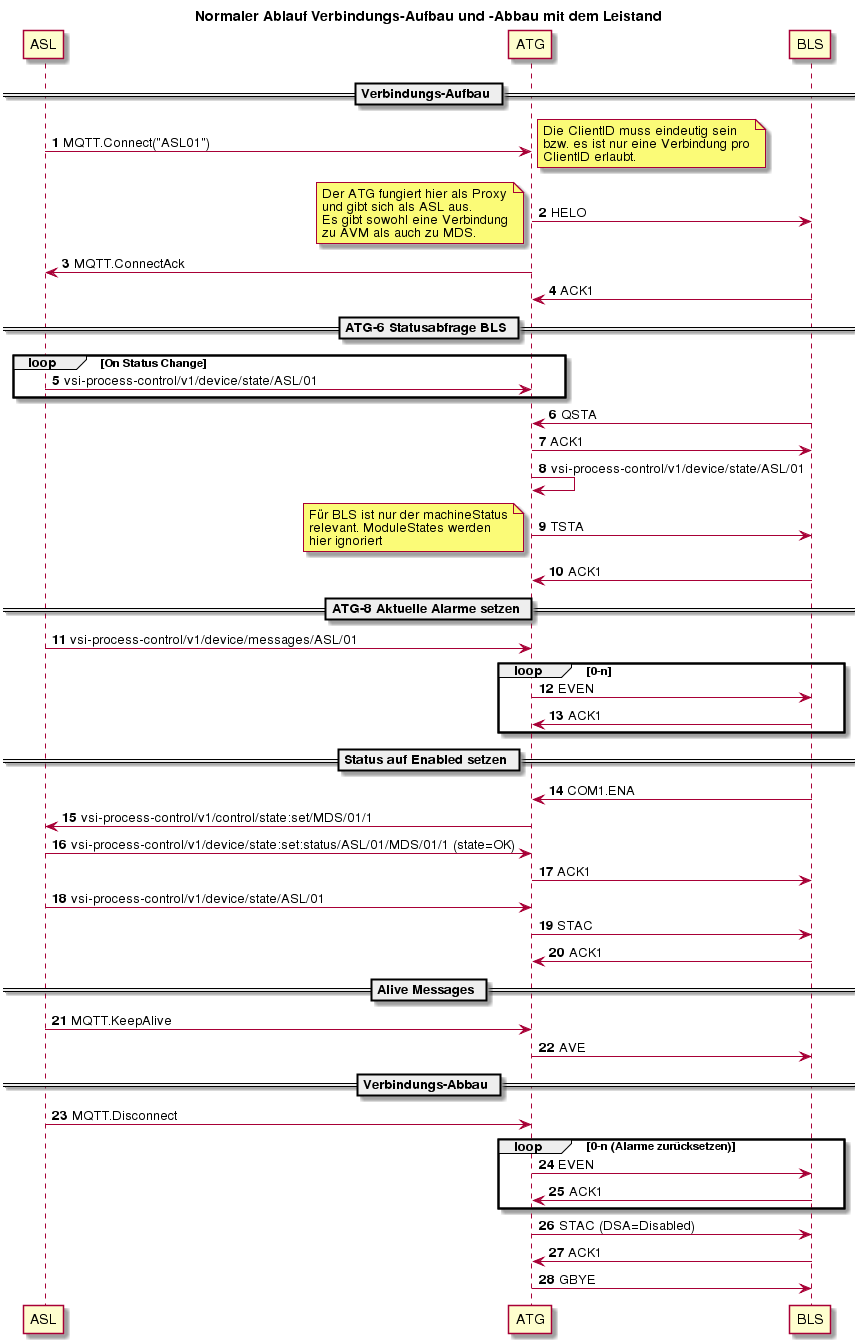 Normaler Ablauf Verbindungs-Aufbau und -Abbau mit dem Leistand
ASL
ATG
BLS
Verbindungs-Aufbau
1 MQTT.Connect("ASL01")
Die ClientID muss eindeutig sein
bzw. es ist nur eine Verbindung pro
ClientID erlaubt.
Der ATG fungiert hier als Proxy
und gibt sich als ASL aus.
Es gibt sowohl eine Verbindung
zu AVM als auch zu MDS.
2 HELO
3 MQTT.ConnectAck
4 ACK1
ATG-6 Statusabfrage BLS
loop [On Status Change]
5 vsi-process-control/v1/device/state/ASL/01
6 QSTA
7 ACK1
8 vsi-process-control/v1/device/state/ASL/01
Für BLS ist nur der machineStatus
relevant. ModuleStates werden
hier ignoriert
9 TSTA
10 ACK1
ATG-8 Aktuelle Alarme setzen
11 vsi-process-control/v1/device/messages/ASL/01
loop [0-n]
12 EVEN
13 ACK1
Status auf Enabled setzen
14 COM1.ENA
15 vsi-process-control/v1/control/state:set/MDS/01/1
16 vsi-process-control/v1/device/state:set:status/ASL/01/MDS/01/1 (state=OK)
17 ACK1
18 vsi-process-control/v1/device/state/ASL/01
19 STAC
20 ACK1
Alive Messages
21 MQTT.KeepAlive
22 AVE
Verbindungs-Abbau
23 MQTT.Disconnect
loop [0-n (Alarme zurücksetzen)]
24 EVEN
25 ACK1
26 STAC (DSA=Disabled)
27 ACK1
28 GBYE
ASL
ATG
BLS